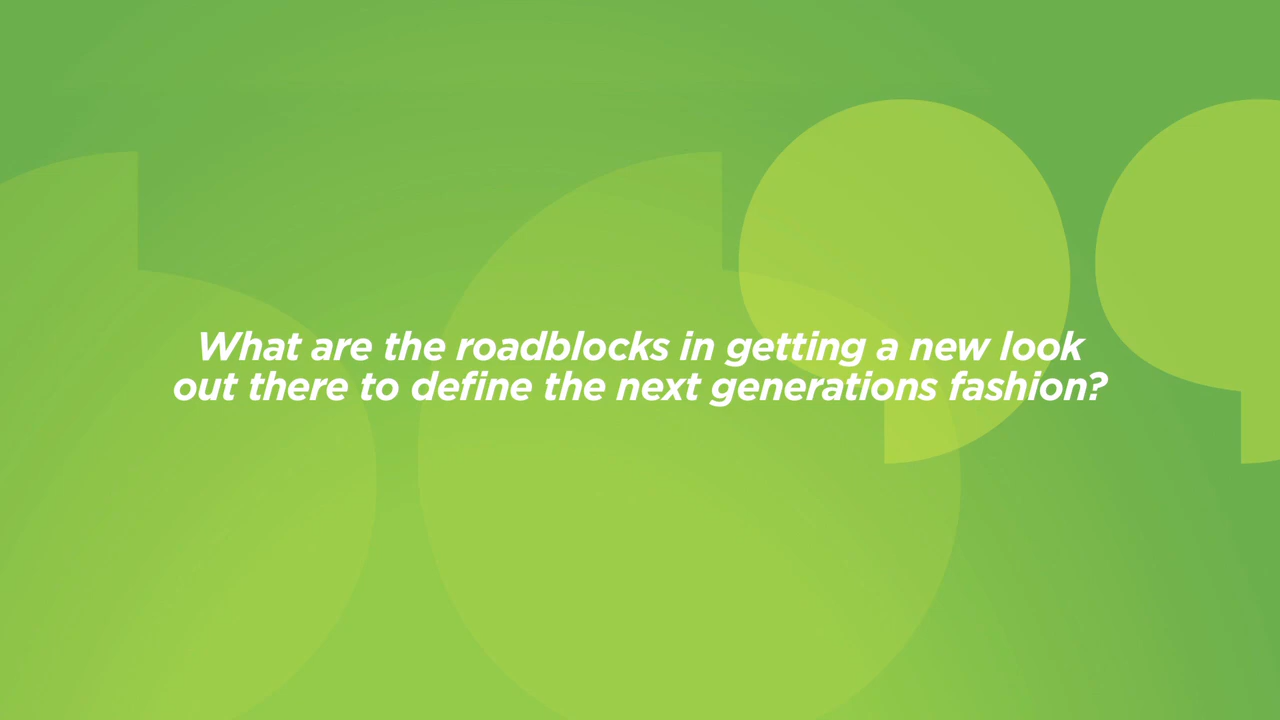 What are the roadblocks in getting a new look
out there to define the next generations fashion?